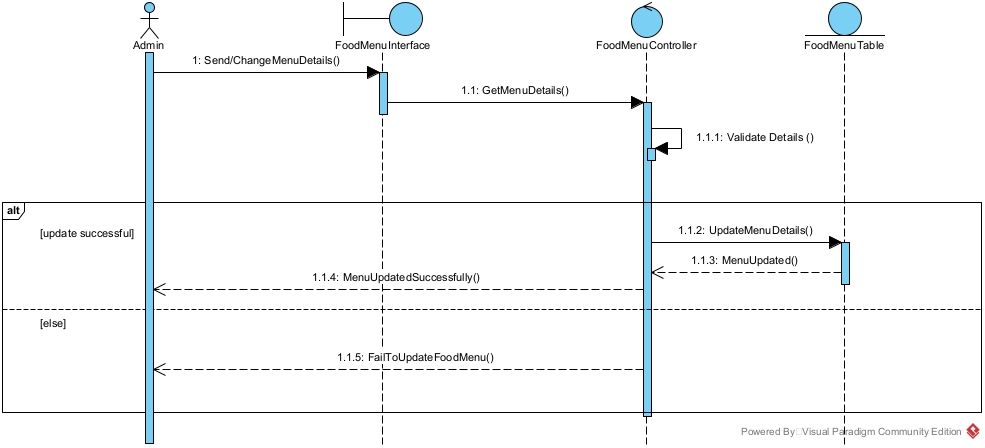 Admin
FoodMenuInterface
FoodMenuController
FoodMenuTable
1: Send/ChangeMenuDetails()
1.1: GetMenuDetails()
1.1.1: Validate Details ()
alt
[update successful]
1.1.2: UpdateMenuDetails()
1.1.3: MenuUpdated()
1.1.4: MenuUpdatedSuccessfully()
[else]
1.1.5: FailToUpdateFoodMenu()
Powered By Visual Paradigm Community Edition